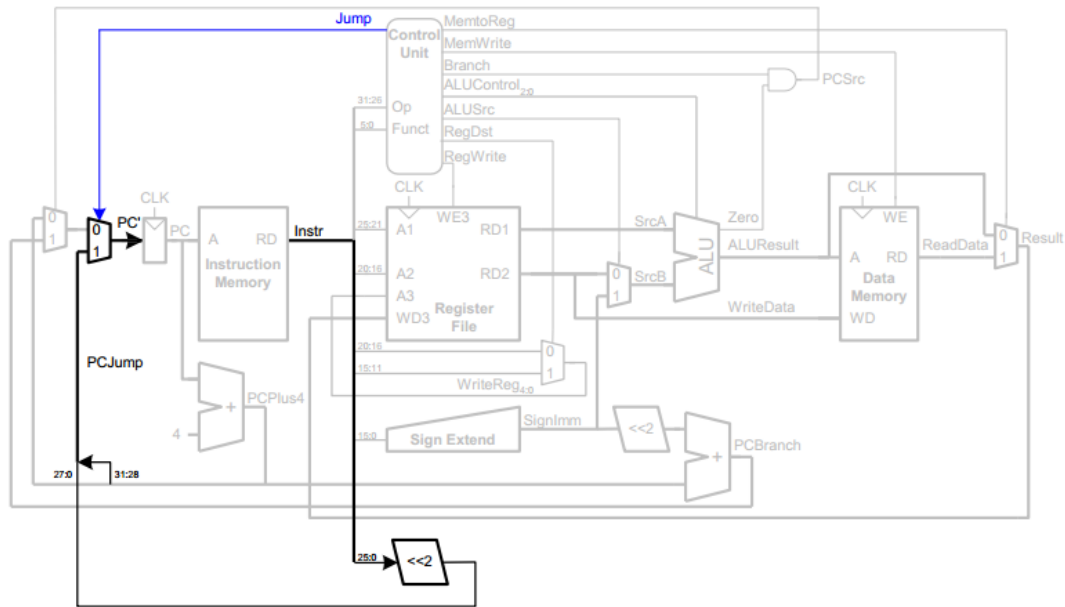 Jump
MemtoReg
Control
Unit
MemWrite
Branch
PCSrc
ALUControl2:0
31:26
Op
ALUSrc
5:0
Funct
RegDst
RegWrite
CLK
CLK
CLK
0
1
0
1
PC'
PC
A
RD
Instr
Instruction
Memory
25:21
A1
WE3
RD1
20:16
A2
RD2
A3
WD3
Register
File
SrcA
0
1
SrcB
ALU
Zero
ALUResult
WE
A
RD
Data
Memory
WD
ReadData
0
1
Result
WriteData
PCJump
20:16
15:11
0
1
WriteReg4:0
PCPlus4
+
4
SignImm
15:0
Sign Extend
<<2
+
PCBranch
27:0
31:28
25:0
<<2